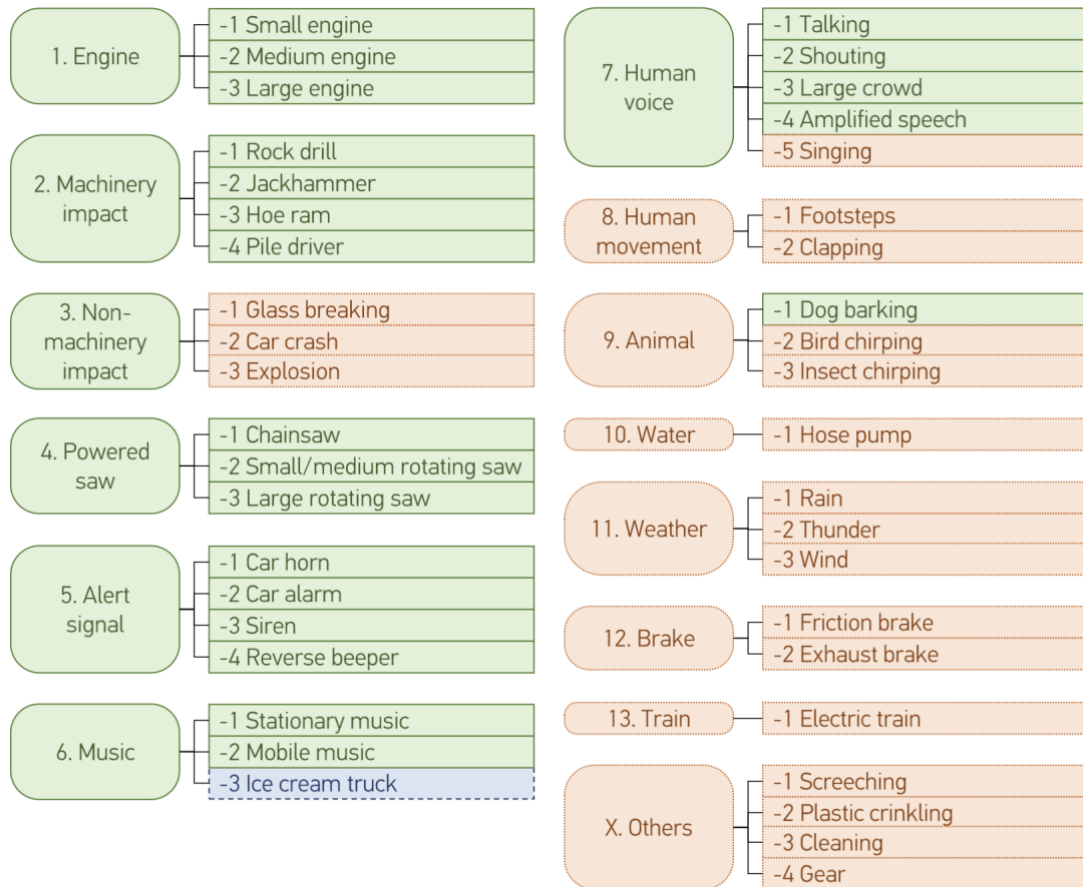 1. Engine
-1 Small engine
-2 Medium engine
-3 Large engine
2. Machinery
impact
-1 Rock drill
-2 Jackhammer
-3 Hoe ram
-4 Pile driver
3. Non-
machinery
impact
-1 Glass breaking
-2 Car crash
-3 Explosion
4. Powered
saw
-1 Chainsaw
-2 Small/medium rotating saw
-3 Large rotating saw
5. Alert
signal
-1 Car horn
-2 Car alarm
-3 Siren
-4 Reverse beeper
6. Music
-1 Stationary music
-2 Mobile music
-3 Ice cream truck
7. Human
voice
-1 Talking
-2 Shouting
-3 Large crowd
-4 Amplified speech
-5 Singing
8. Human
movement
-1 Footsteps
-2 Clapping
9. Animal
-1 Dog barking
-2 Bird chirping
-3 Insect chirping
10. Water
-1 Hose pump
11. Weather
-1 Rain
-2 Thunder
-3 Wind
12. Brake
-1 Friction brake
-2 Exhaust brake
13. Train
-1 Electric train
X. Others
-1 Screeching
-2 Plastic crinkling
-3 Cleaning
-4 Gear